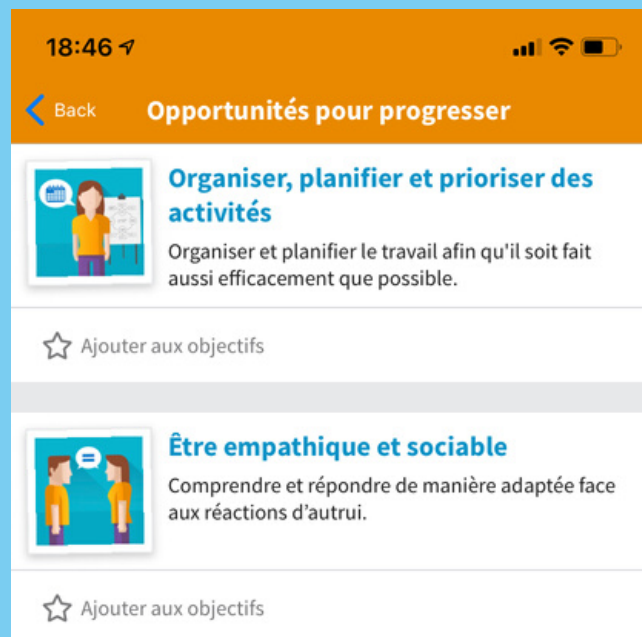 18:46
Back Opportunités pour progresser
Organiser, planifier et prioriser des
activités
Organiser et planifier le travail afin qu'il soit fait
aussi efficacement que possible.
Ajouter aux objectifs
Être empathique et sociable
Comprendre et répondre de manière adaptée face
aux réactions d’autrui.
Ajouter aux objectifs